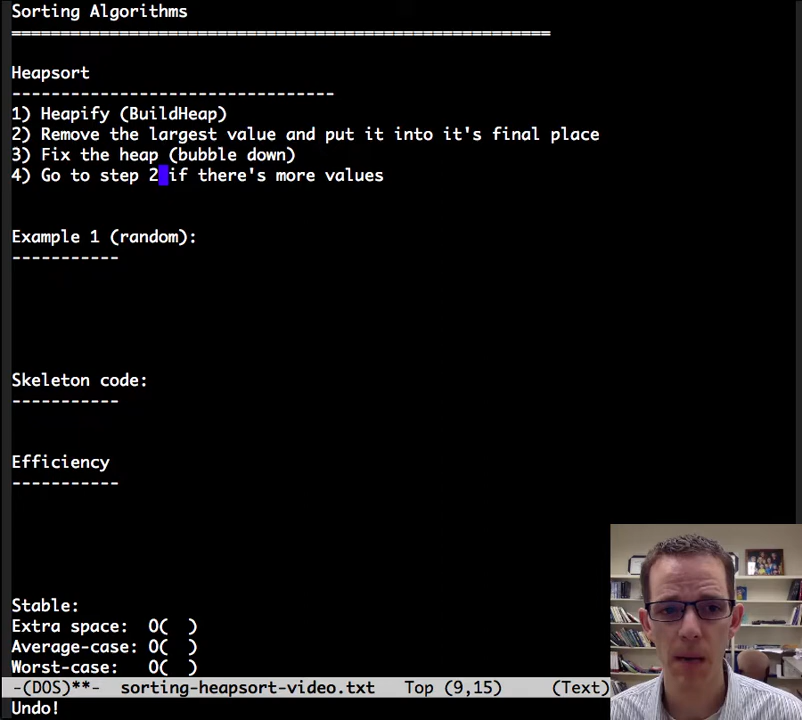 Sorting Algorithms
=======================================================
Heapsort
---------------------------------
1) Heapify (BuildHeap)
2) Remove the largest value and put it into it's final place
3) Fix the heap (bubble down)
4) Go to step 2 if there's more values
Example 1 (random):
-----------
Skeleton code:
-----------
Efficiency
-----------
Stable:
Extra space:  O(  )
Average-case: O(  )
Worst-case:   O(  )
-(DOS)**-  sorting-heapsort-video.txt   Top (9,15)     (Text)
Undo!